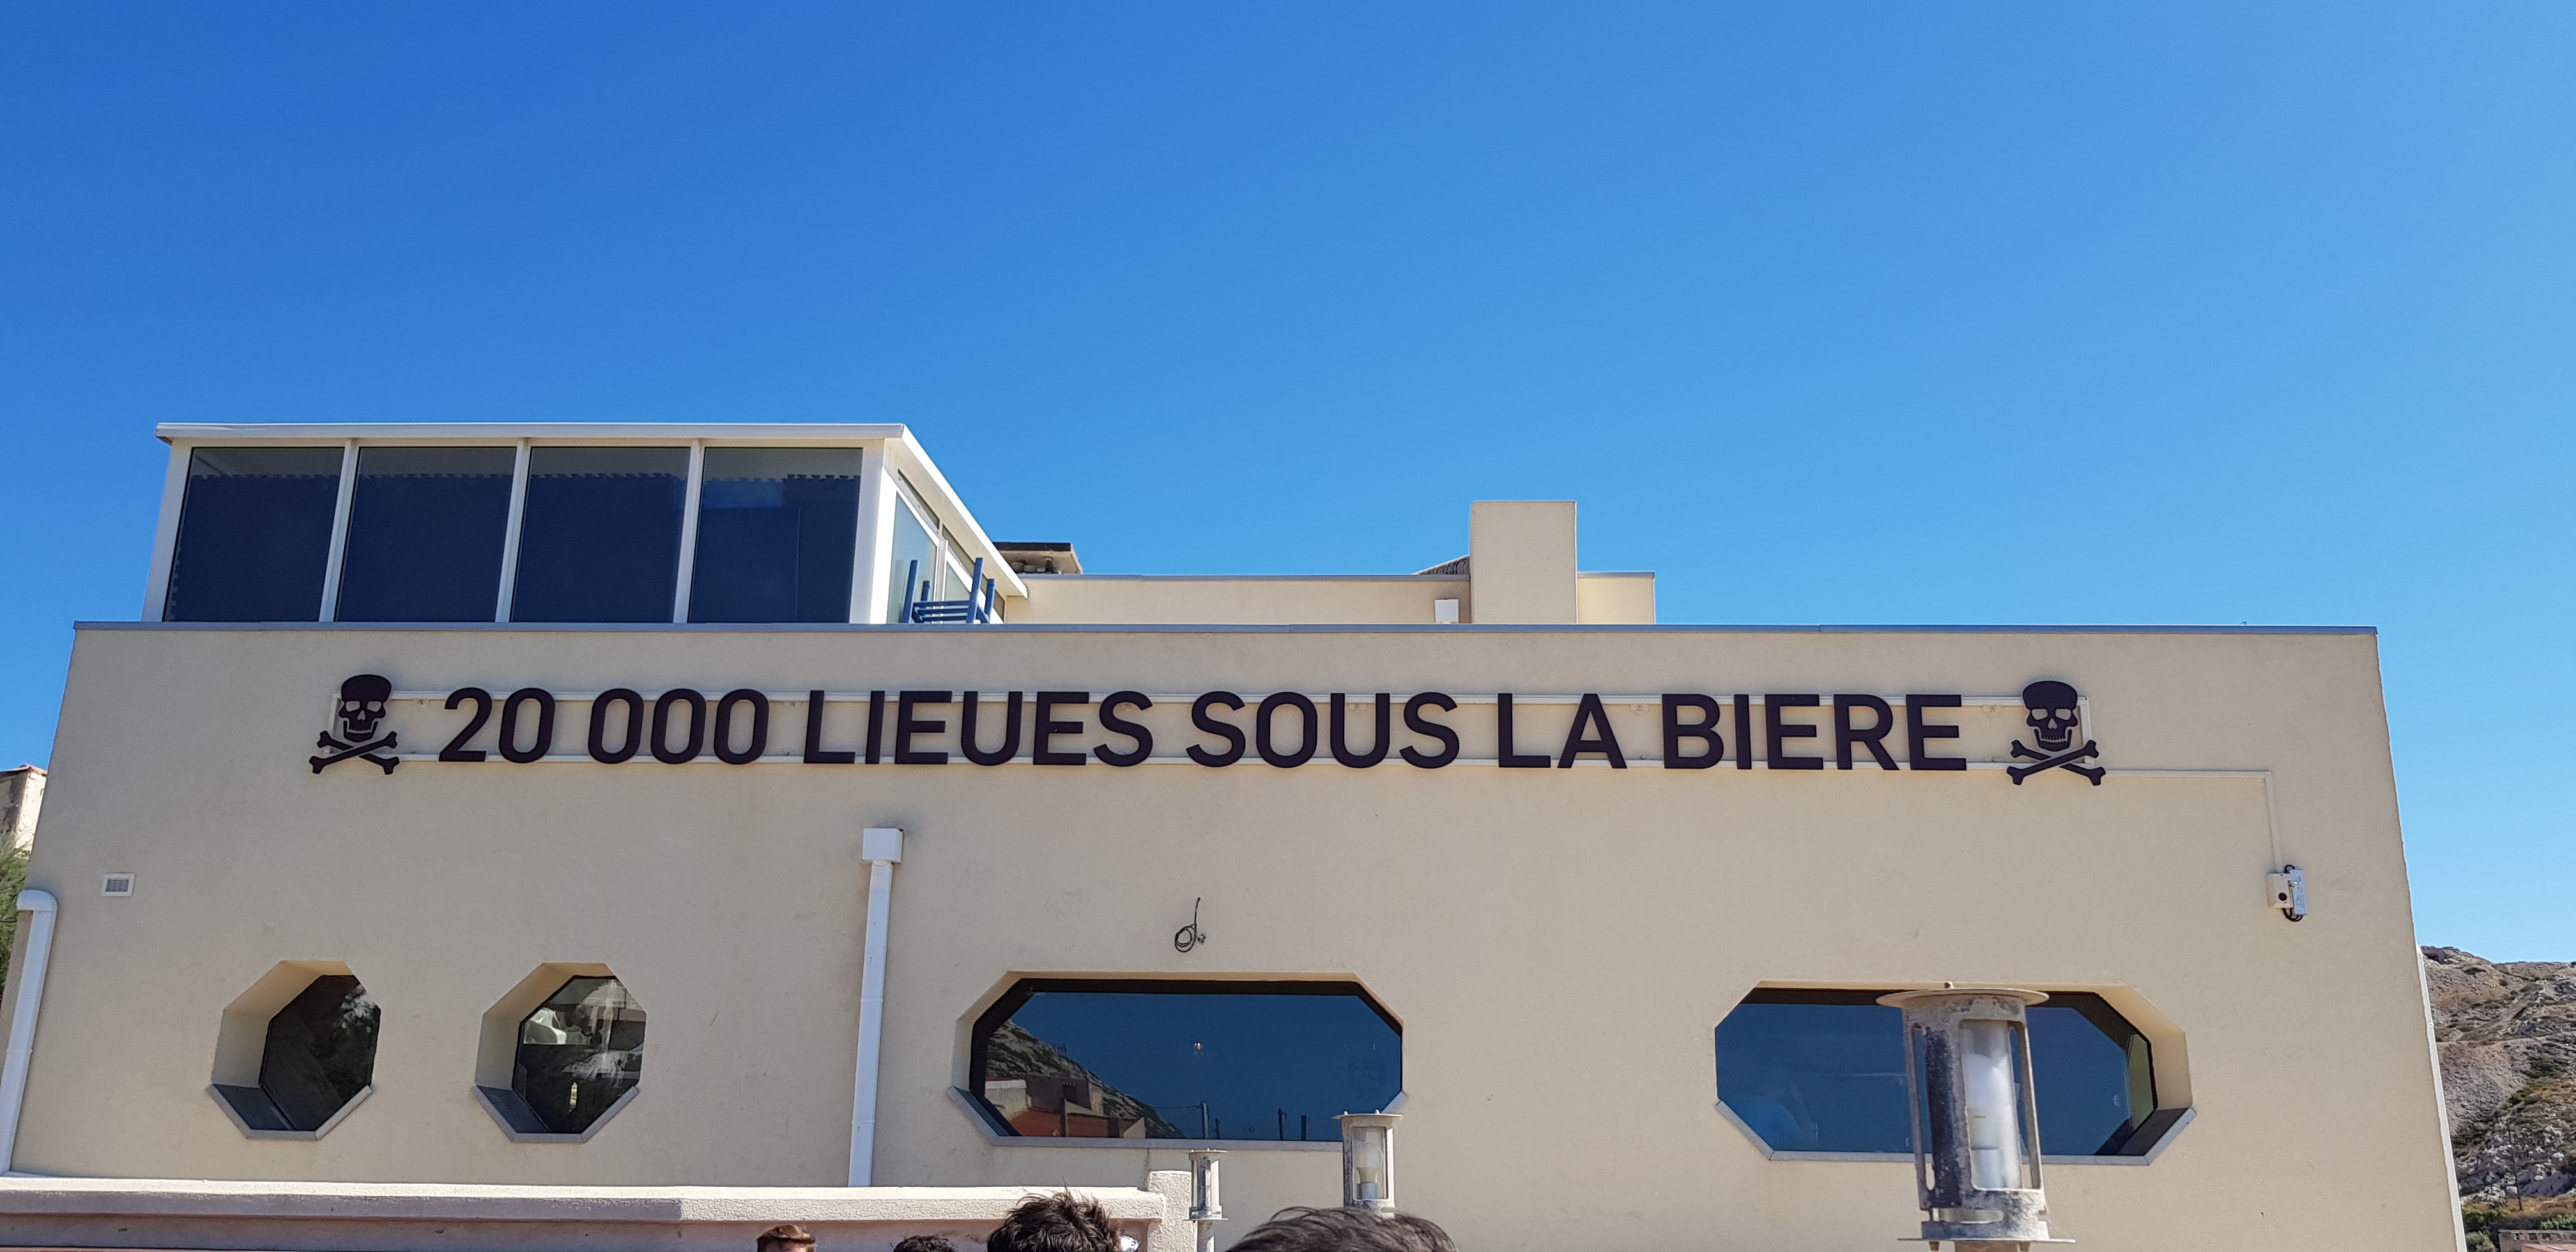 20 000 LIEUES SOUS LA BIERE